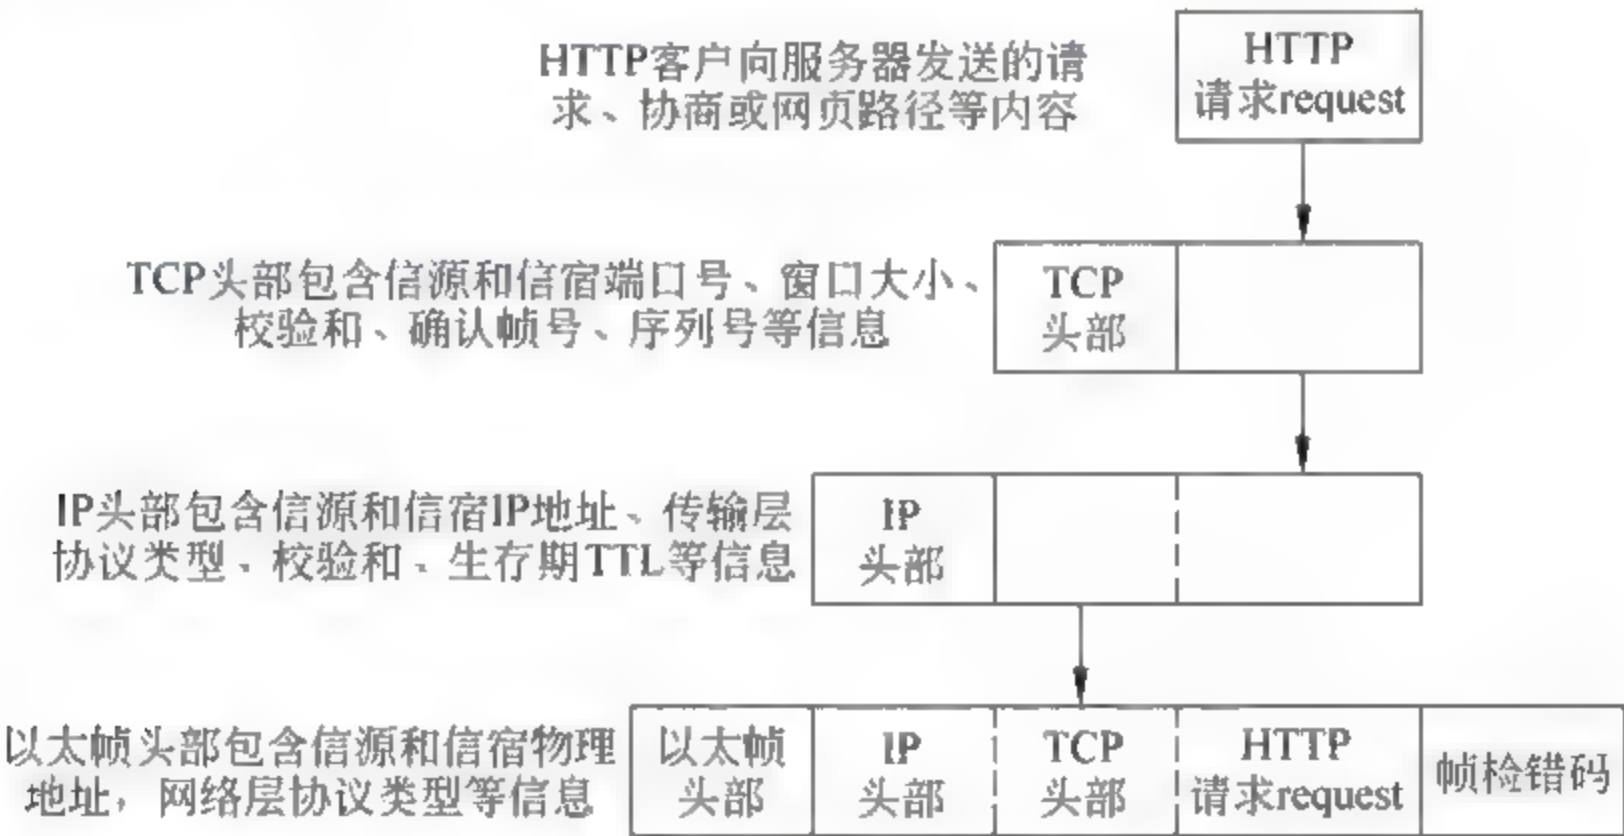 HTTP客户向服务器发送的请
求、协商或网页路径等内容
HTTP
请求request
TCP头部包含信源和信宿端口号、窗口大小、
校验和、确认帧号、序列号等信息
TCP
头部
IP头部包含信源和信宿IP地址、传输层
协议类型、校验和、生存期TTL等信息
IP
头部
以太帧头部包含信源和信宿物理
地址，网络层协议类型等信息
以太帧
头部
IP
头部
TCP
头部
HTTP
请求request
帧检错码